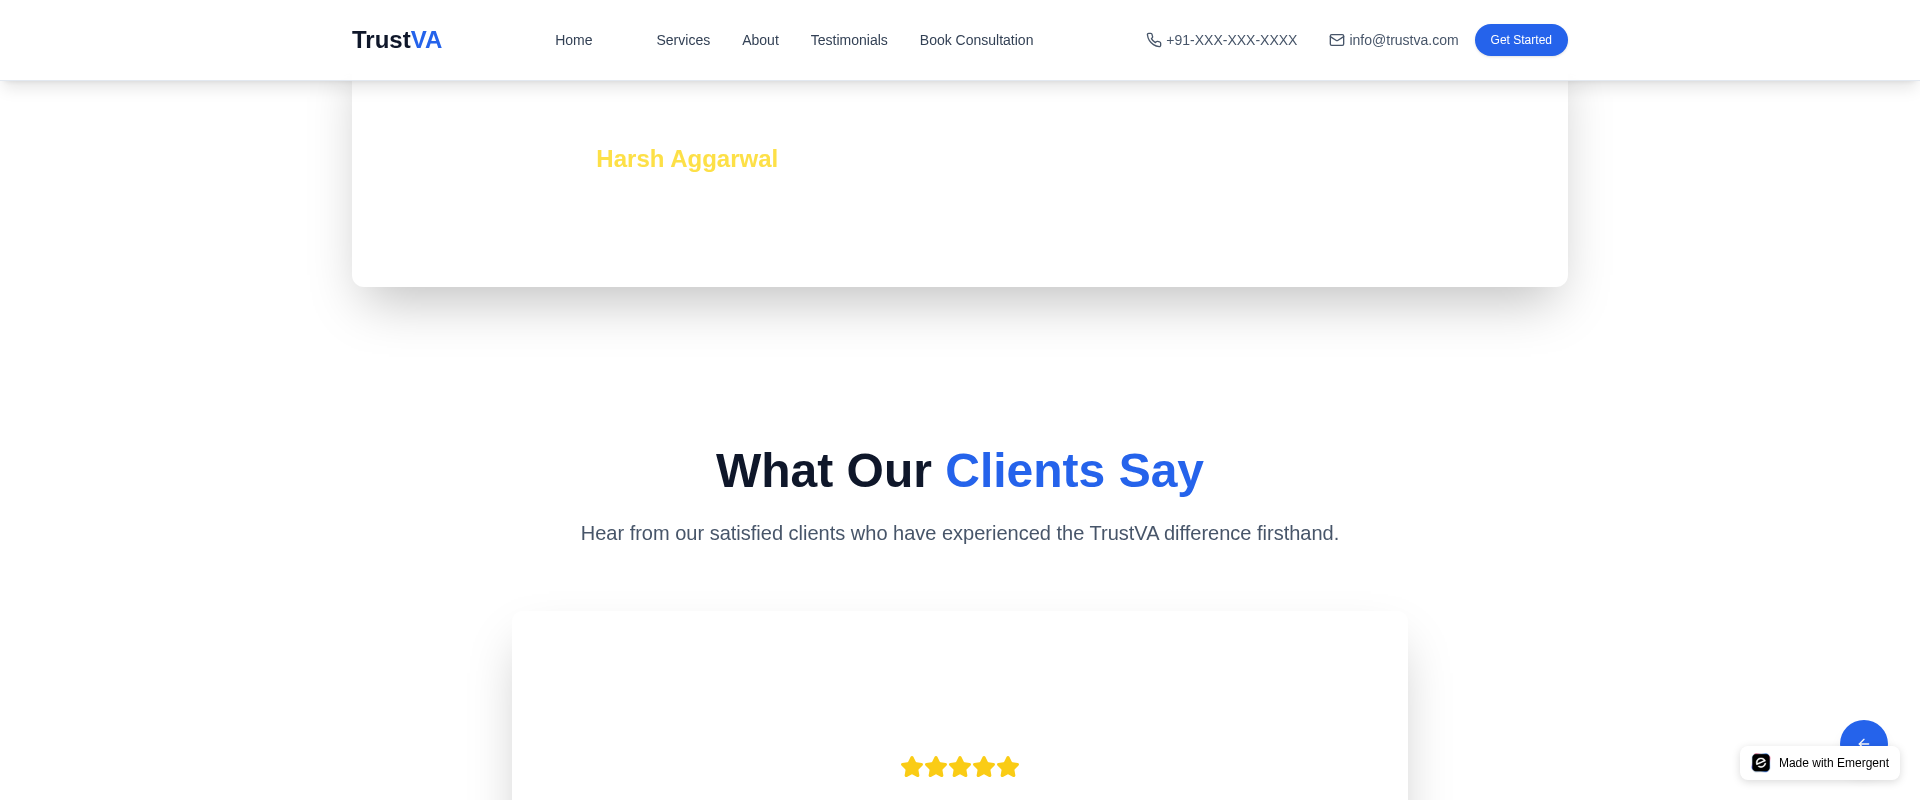 TrustVA
Home Services About Testimonials Book Consultation
+91-XXX-XXX-XXXX
info@trustva.com
Get Started
Harsh Aggarwal
What Our Clients Say
Hear from our satisfied clients who have experienced the TrustVA difference firsthand.
Made with Emergent